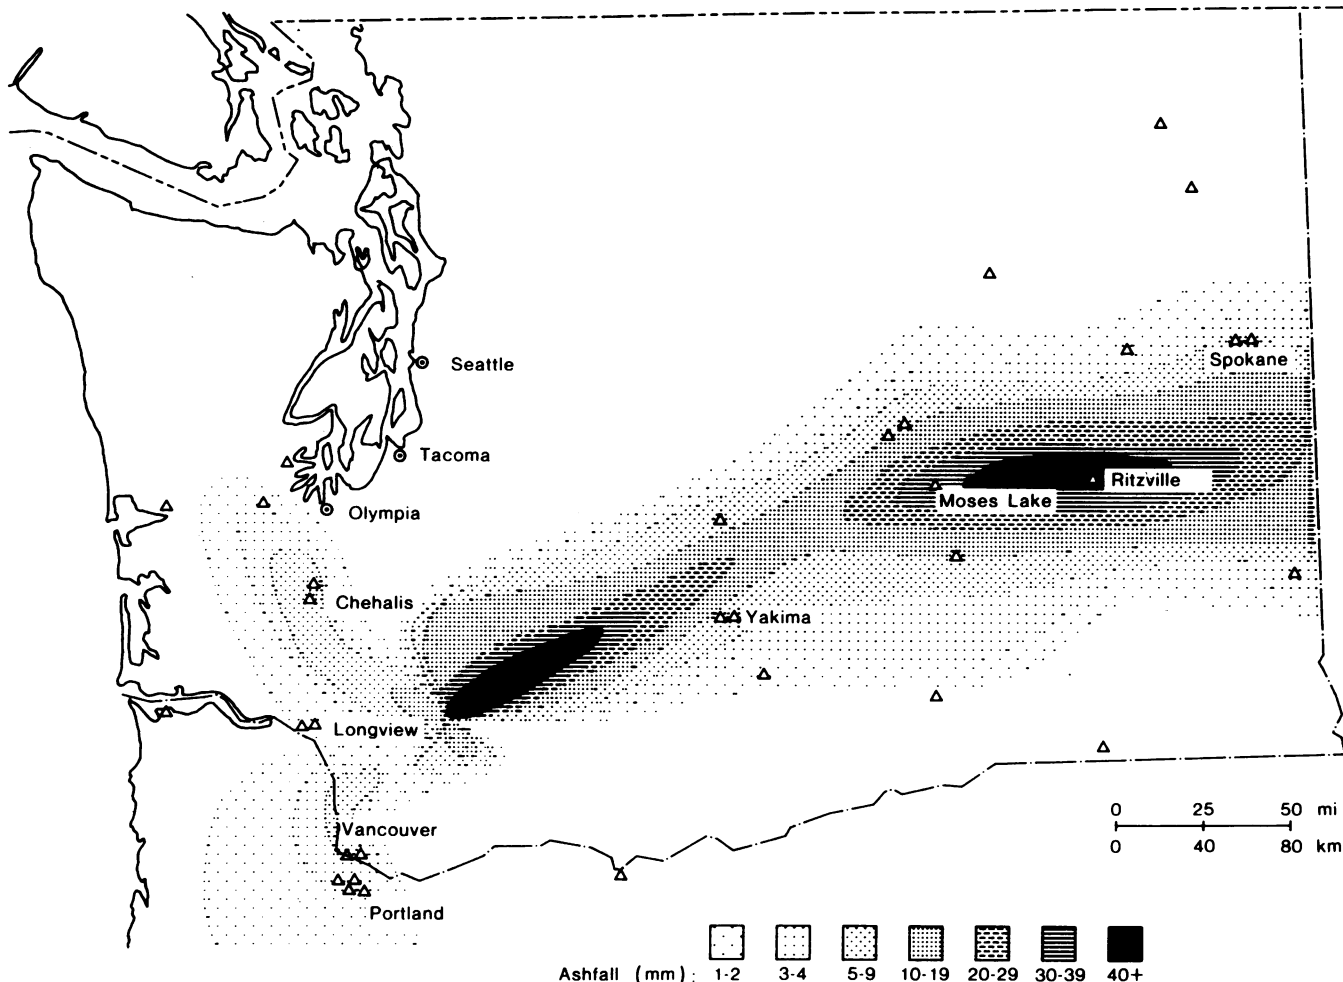 Seattle
Tacoma
Olympia
Chehalis
Longview
Vancouver
Portland
Yakima
Moses Lake
Ritzville
Spokane
0 25 50 mi
0 40 80 km
Ashfall (mm): 1-2 3-4 5-9 10-19 20-29 30-39 40+